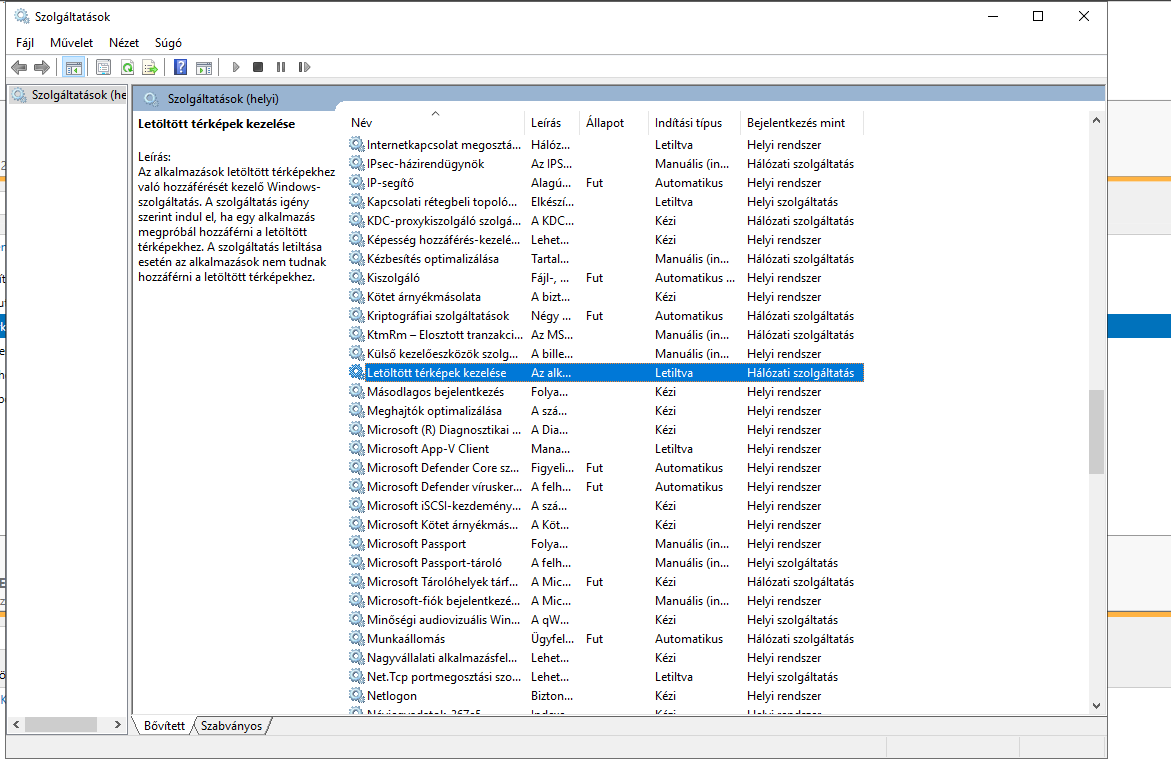 Szolgáltatások
Fájl Művelet Nézet Súgó
Szolgáltatások (he
Szolgáltatások (helyi)
Letöltött térképek kezelése
Leírás:
Az alkalmazások letöltött térképekhez
való hozzáférését kezelő Windows-
szolgáltatás. A szolgáltatás igény
szerint indul el, ha egy alkalmazás
megpróbál hozzáférni a letöltött
térképekhez. A szolgáltatás letiltása
esetén az alkalmazások nem tudnak
hozzáférni a letöltött térképekhez.
Név Leírás Állapot Indítási típus Bejelentkezés mint
Internetkapcsolat megosztá... Hálóz... Letiltva Helyi rendszer
IPsec-házirendügynök Az IPS... Manuális (in... Hálózati szolgáltatás
IP-segítő Alagú... Fut Automatikus Helyi rendszer
Kapcsolati rétegbeli topoló... Elkészí... Letiltva Helyi szolgáltatás
KDC-proxykiszolgáló szolgá... A KDC... Kézi Hálózati szolgáltatás
Képesség hozzáférés-kezelé... Lehet... Kézi Helyi rendszer
Kézbesítés optimalizálása Tartal... Manuális (in... Hálózati szolgáltatás
Kiszolgáló Fájl-, ... Fut Automatikus ... Helyi rendszer
Kötet árnyékmásolata A bizt... Kézi Helyi rendszer
Kriptográfiai szolgáltatások Négy ... Fut Automatikus Hálózati szolgáltatás
KtmRm – Elosztott tranzakci... Az MS... Manuális (in... Hálózati szolgáltatás
Külső kezelőeszközök szolg... A bille... Manuális (in... Helyi rendszer
Letöltött térképek kezelése Az alk... Letiltva Hálózati szolgáltatás
Másodlagos bejelentkezés Folya... Kézi Helyi rendszer
Meghajtók optimalizálása A szá... Kézi Helyi rendszer
Microsoft (R) Diagnosztikai ... A Dia... Kézi Helyi rendszer
Microsoft App-V Client Mana... Letiltva Helyi rendszer
Microsoft Defender Core sz... Figyeli... Fut Automatikus Helyi rendszer
Microsoft Defender vírusker... A felh... Fut Automatikus Helyi rendszer
Microsoft iSCSI-kezdemény... A szá... Kézi Helyi rendszer
Microsoft Kötet árnyékmás... A Köt... Kézi Helyi rendszer
Microsoft Passport Folya... Manuális (in... Helyi rendszer
Microsoft Passport-tároló A felh... Manuális (in... Helyi szolgáltatás
Microsoft Tárolóhelyek tárf... A Mic... Fut Kézi Hálózati szolgáltatás
Microsoft-fiók bejelentkezé... A Mic... Manuális (in... Helyi rendszer
Minőségi audiovizuális Win... A qW... Kézi Helyi szolgáltatás
Munkaállomás Ügyfel... Fut Automatikus Hálózati szolgáltatás
Nagyvállalati alkalmazásfel... Lehet... Kézi Helyi rendszer
Net.Tcp portmegosztási szo... Lehet... Letiltva Helyi szolgáltatás
Netlogon Bizton... Kézi Helyi rendszer
Bővített Szabványos